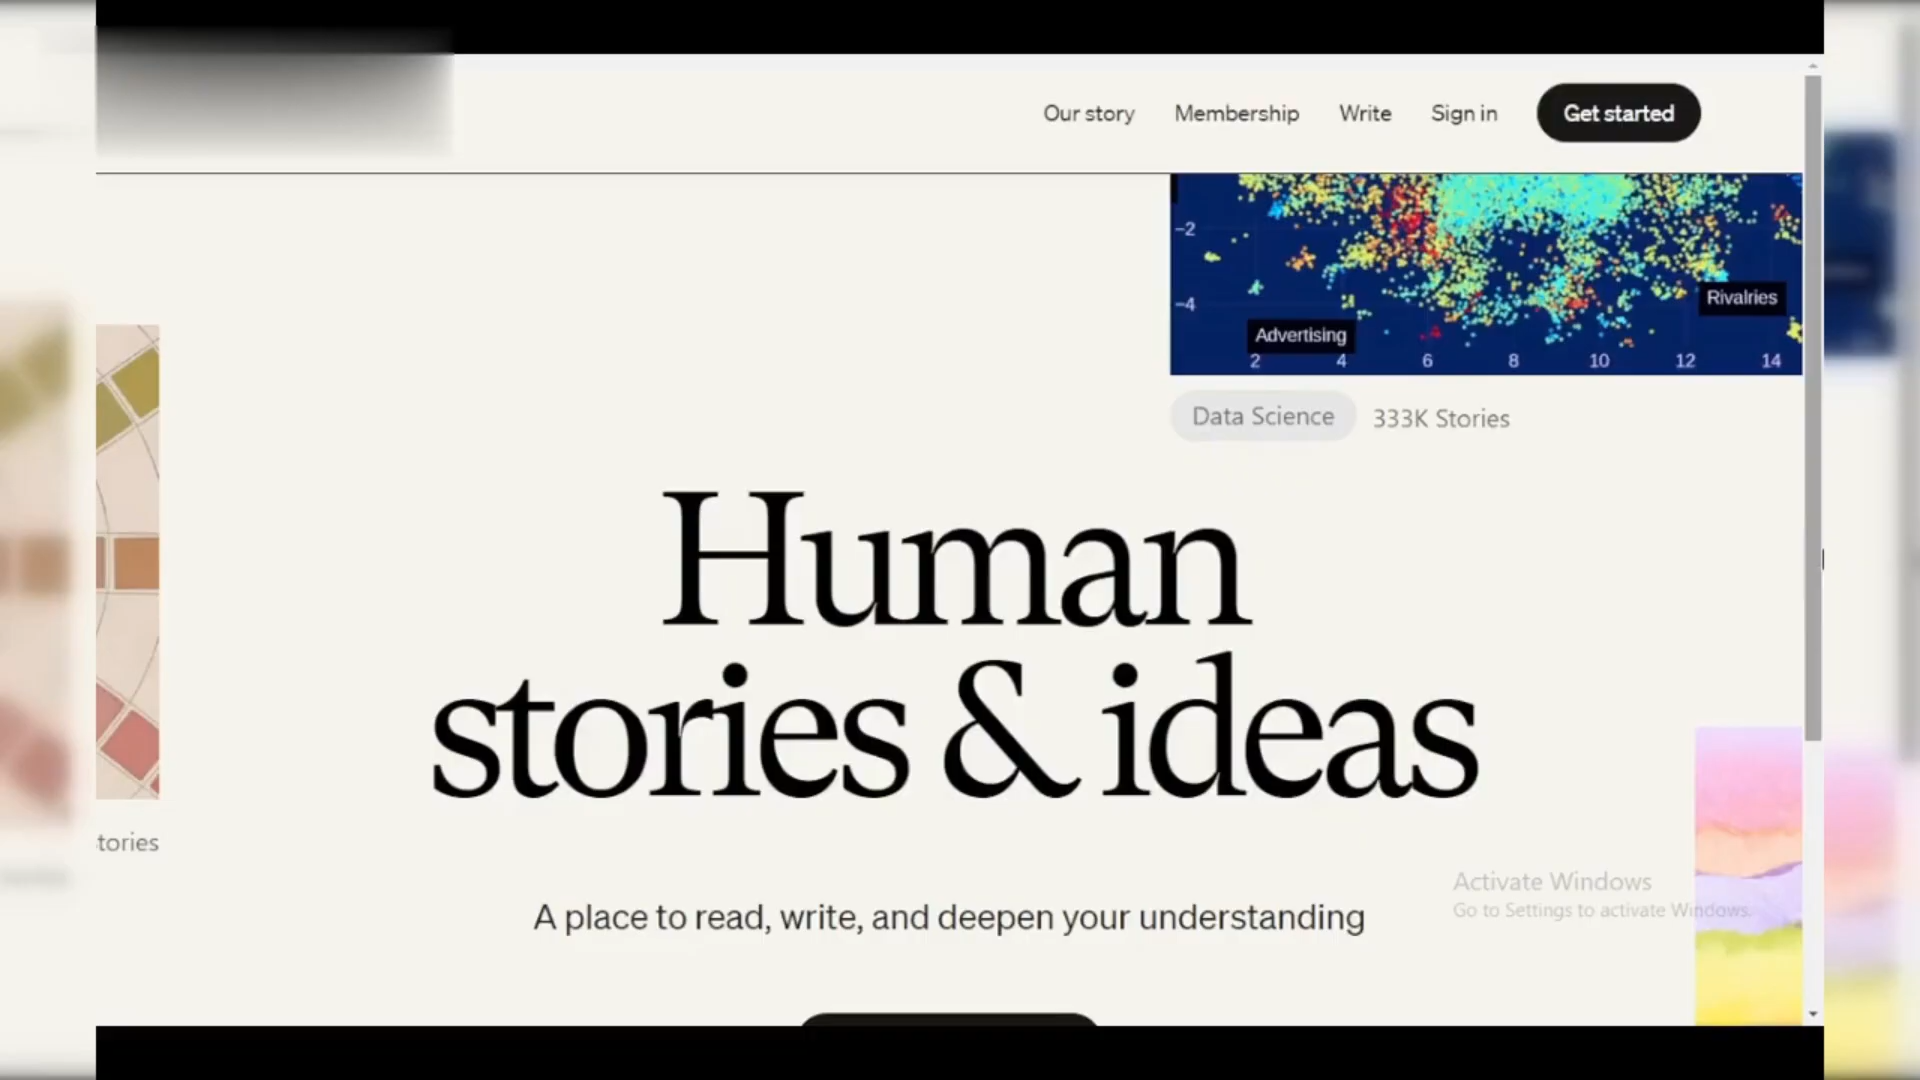 Our story Membership Write Sign in Get started
-2
-4
Rivalries
Advertising
2 4 6 8 10 12 14
Data Science 333K Stories
Human
stories & ideas
tories
A place to read, write, and deepen your understanding
Activate Windows
Go to Settings to activate Windows.